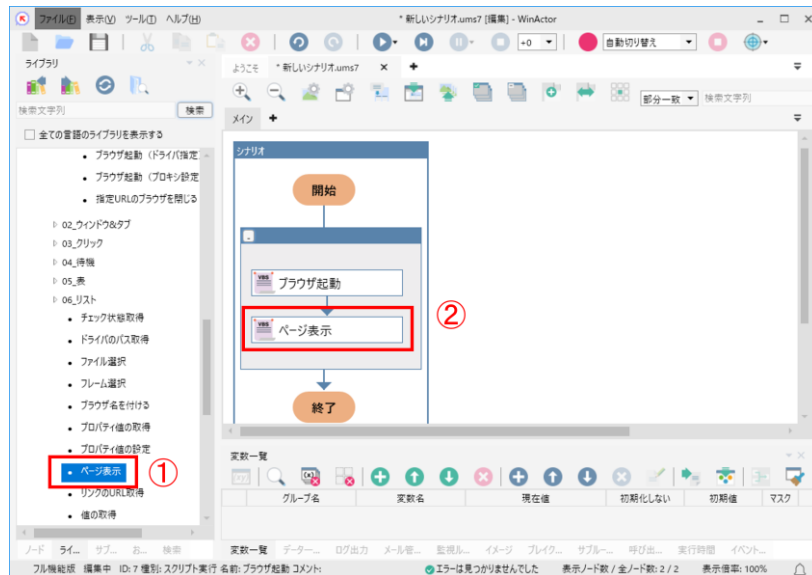 ファイル(F) 表示(V) ツール(T) ヘルプ(H)
* 新しいシナリオ.ums7 [編集] - WinActor
+0
自動切り替え
ライブラリ
ようこそ
* 新しいシナリオ.ums7
検索文字列
検索
部分一致
検索文字列
全ての言語のライブラリを表示する
メイン
ブラウザ起動（ドライバ指定
ブラウザ起動（プロキシ設定
指定URLのブラウザを閉じる
02_ウィンドウ&タブ
03_クリック
04_待機
05_表
06_リスト
チェック状態取得
ドライバのパス取得
ファイル選択
フレーム選択
ブラウザ名を付ける
プロパティ値の取得
プロパティ値の設定
ページ表示
①
リンクのURL取得
値の取得
シナリオ
開始
VBS ブラウザ起動
VBS ページ表示
②
終了
変数一覧
グループ名 変数名 現在値 初期化しない 初期値 マスク
ノード ライ... サブ... お... 検索
変数一覧 データ一... ログ出力 メール管... 監視ル... イメージ ブレイク... サブルー... 呼び出... 実行時間 イベント...
フル機能版 編集中 ID: 7 種別: スクリプト実行 名前: ブラウザ起動 コメント:
エラーは見つかりませんでした 表示ノード数 / 全ノード数: 2 / 2 表示倍率: 100%